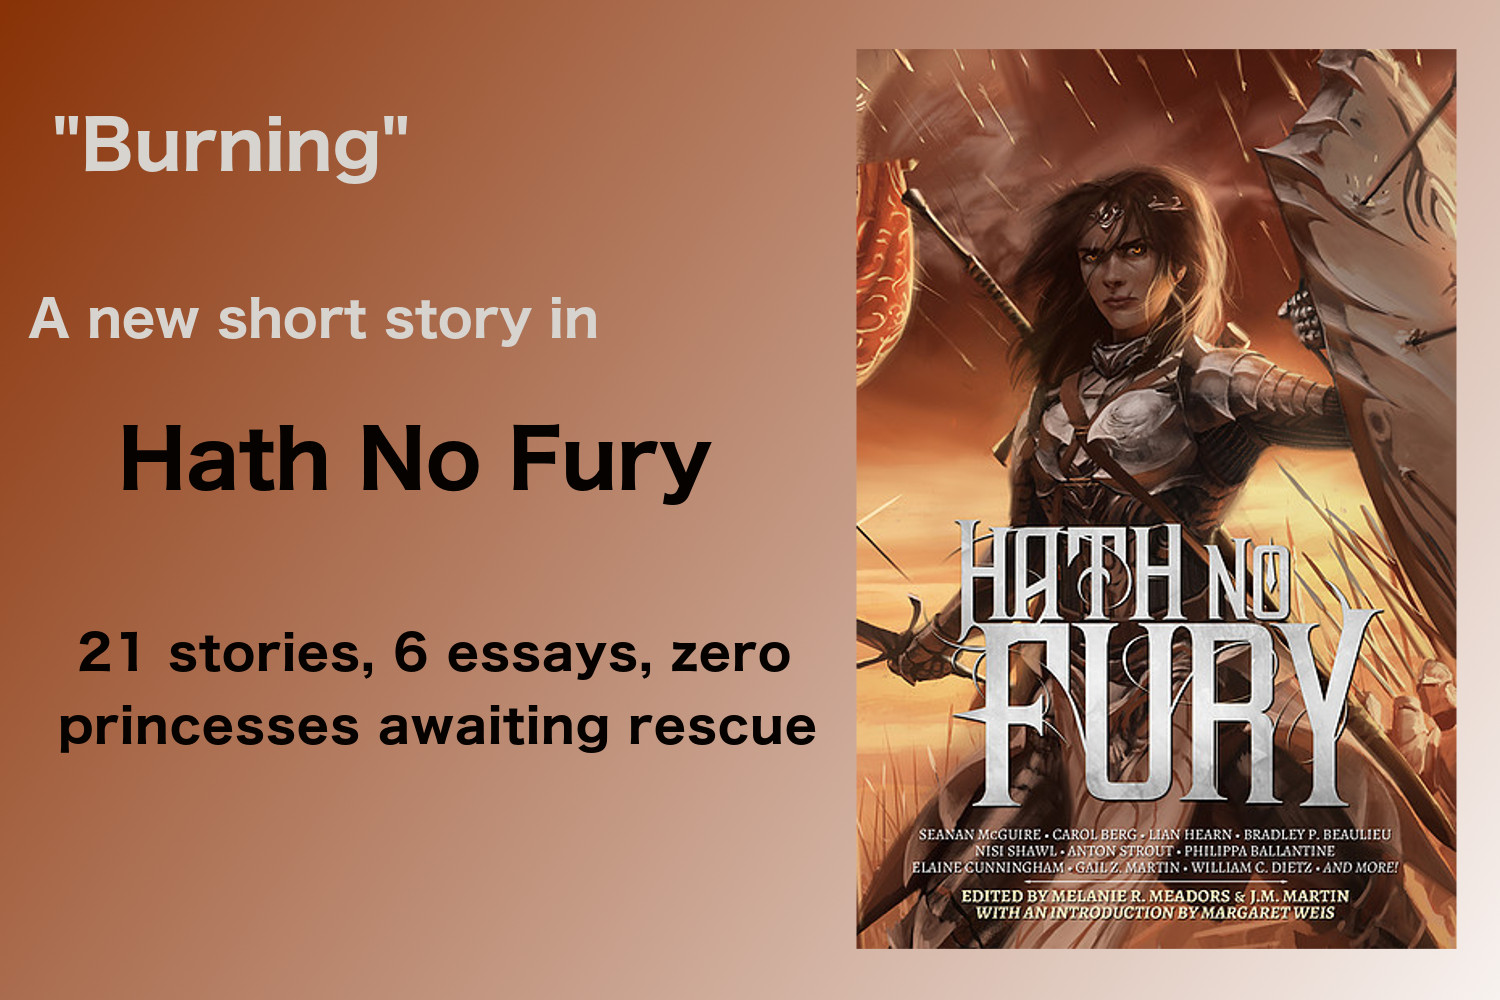 "Burning"
A new short story in
Hath No Fury
21 stories, 6 essays, zero
princesses awaiting rescue
HATH NO
FURY
SEANAN McGUIRE • CAROL BERG • LIAN HEARN • BRADLEY P. BEAULIEU
NISI SHAWL • ANTON STROUT • PHILIPPA BALLANTINE
ELAINE CUNNINGHAM • GAIL Z. MARTIN • WILLIAM C. DIETZ • AND MORE!
EDITED BY MELANIE R. MEADORS & J.M. MARTIN
WITH AN INTRODUCTION BY MARGARET WEIS